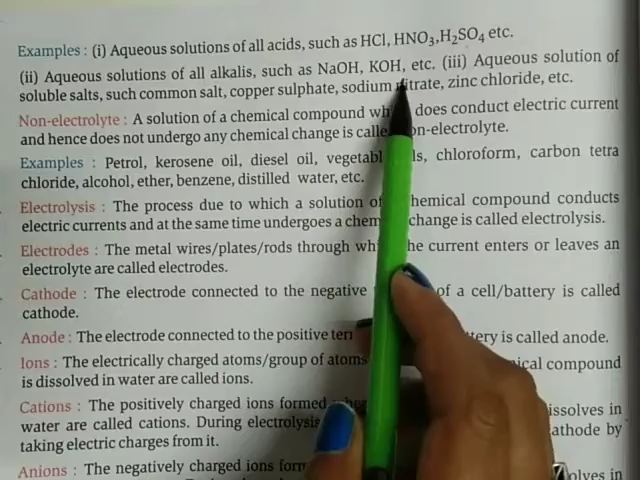 Examples : (i) Aqueous solutions of all acids, such as HCl, HNO₃,H₂SO₄ etc.
(ii) Aqueous solutions of all alkalis, such as NaOH, KOH, etc. (iii) Aqueous solution of
soluble salts, such common salt, copper sulphate, sodium nitrate, zinc chloride, etc.
Non-electrolyte : A solution of a chemical compound does conduct electric current
and hence does not undergo any chemical change is on-electrolyte.
Examples : Petrol, kerosene oil, diesel oil, chloroform, carbon tetra
chloride, alcohol, ether, benzene, distilled water, etc.
Electrolysis : The process due to which a solution of hemical compound conducts
electric currents and at the same time undergoes a change is called electrolysis.
Electrodes : The metal wires/plates/rods through he current enters or leaves an
electrolyte are called electrodes.
Cathode : The electrode connected to the negative of a cell/battery is called
cathode.
Anode : The electrode connected to the positive ttery is called anode.
Ions : The electrically charged atoms/group of atoms ical compound
is dissolved in water are called ions.
Cations : The positively charged ions formed issolves in
water are called cations. During electrolysis athode by
taking electric charges from it.
Anions : The negatively charged ions olves in